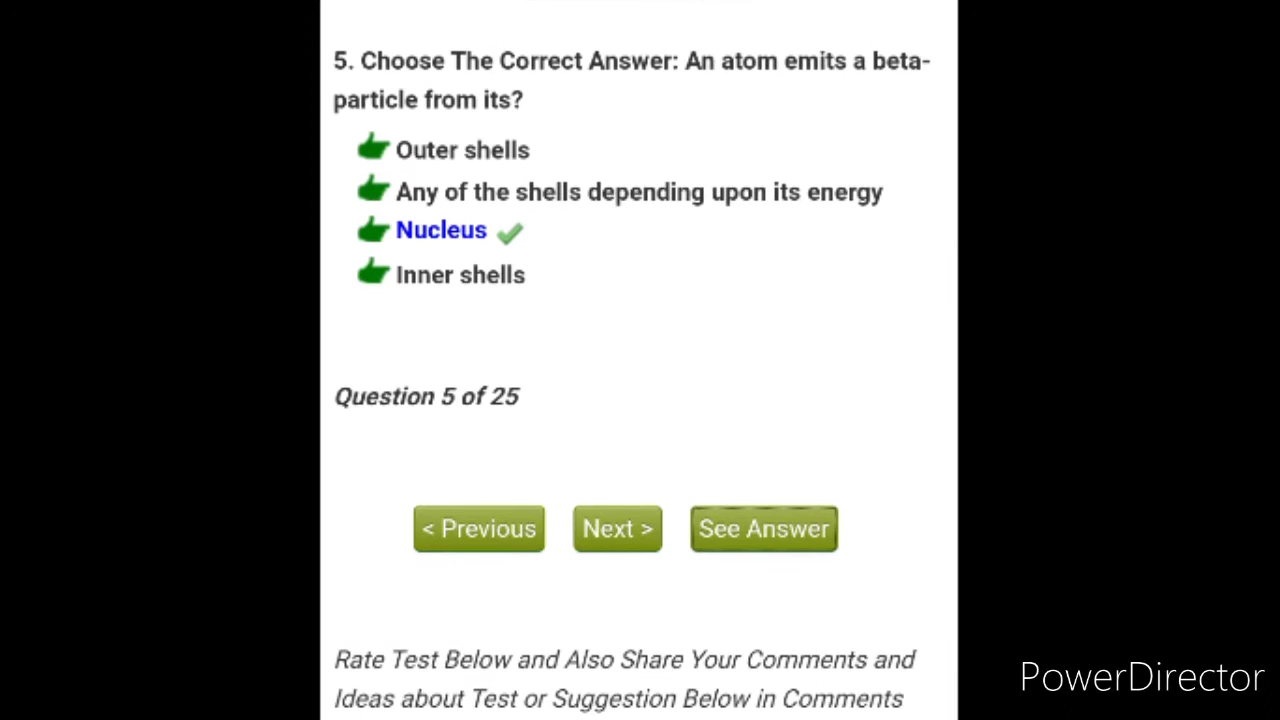 5. Choose The Correct Answer: An atom emits a beta-
particle from its?
Outer shells
Any of the shells depending upon its energy
Nucleus
Inner shells
Question 5 of 25
< Previous
Next >
See Answer
Rate Test Below and Also Share Your Comments and
Ideas about Test or Suggestion Below in Comments
PowerDirector